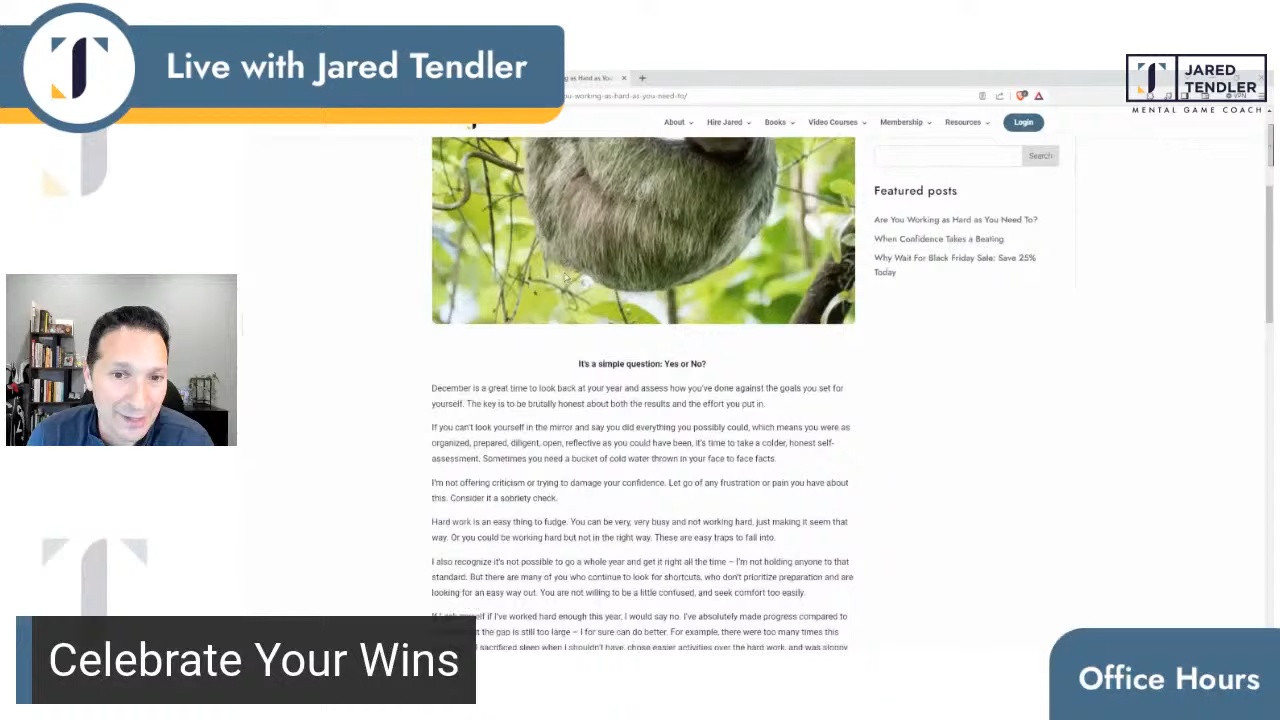 Live with Jared Tendler
JARED
TENDLER
MENTAL GAME COACH
as Hard as You
you-working-as-hard-as-you-need-to/
VPN
About
Hire Jared
Books
Video Courses
Membership
Resources
Login
Search
Featured posts
Are You Working as Hard as You Need To?
When Confidence Takes a Beating
Why Wait For Black Friday Sale: Save 25%
Today
It's a simple question: Yes or No?
December is a great time to look back at your year and assess how you've done against the goals you set for
yourself. The key is to be brutally honest about both the results and the effort you put in.
If you can't look yourself in the mirror and say you did everything you possibly could, which means you were as
organized, prepared, diligent, open, reflective as you could have been, it's time to take a colder, honest self-
assessment. Sometimes you need a bucket of cold water thrown in your face to face facts.
I'm not offering criticism or trying to damage your confidence. Let go of any frustration or pain you have about
this. Consider it a sobriety check.
Hard work is an easy thing to fudge. You can be very, very busy and not working hard, just making it seem that
way. Or you could be working hard but not in the right way. These are easy traps to fall into.
I also recognize it's not possible to go a whole year and get it right all the time – I'm not holding anyone to that
standard. But there are many of you who continue to look for shortcuts, who don't prioritize preparation and are
looking for an easy way out. You are not willing to be a little confused, and seek comfort too easily.
If I ask myself if I've worked hard enough this year, I would say no. I've absolutely made progress compared to
the gap is still too large – I for sure can do better. For example, there were too many times this
sacrificed sleep when I shouldn't have, chose easier activities over the hard work, and was sloppy
Celebrate Your Wins
Office Hours